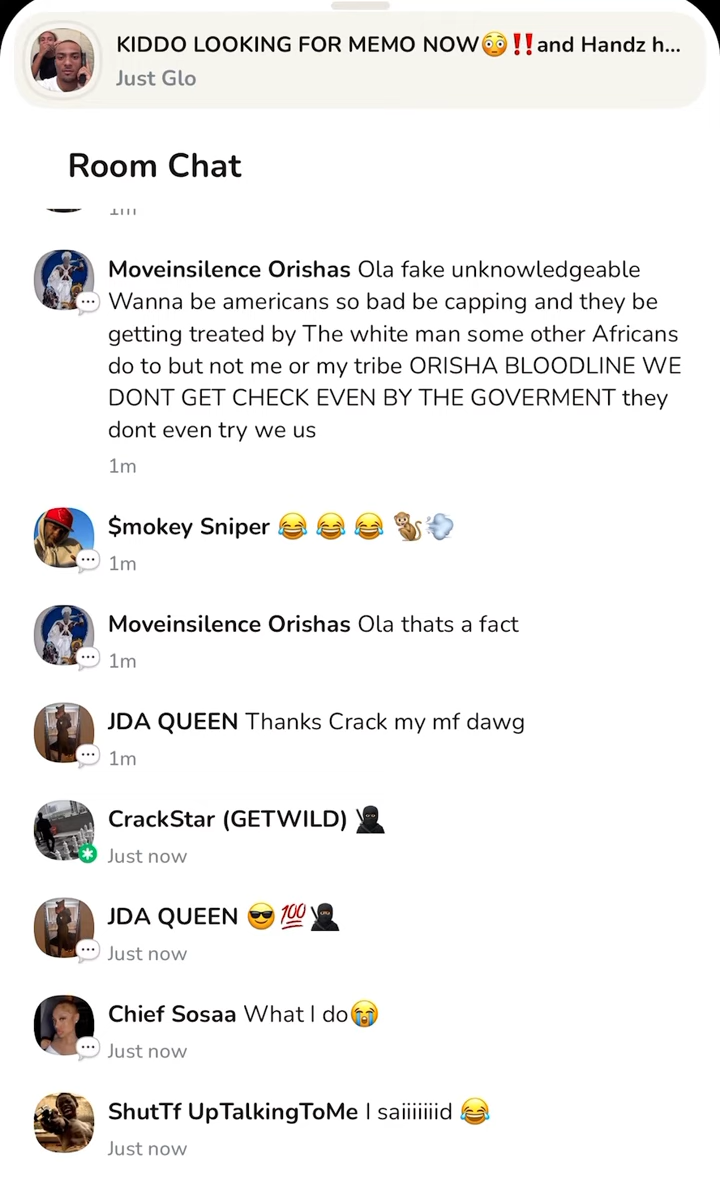 KIDDO LOOKING FOR MEMO NOW😳‼️and Handz h...
Just Glo
Room Chat
1m
Moveinsilence Orishas Ola fake unknowledgeable
Wanna be americans so bad be capping and they be
getting treated by The white man some other Africans
do to but not me or my tribe ORISHA BLOODLINE WE
DONT GET CHECK EVEN BY THE GOVERMENT they
dont even try we us
1m
$mokey Sniper 😂 😂 😂 🐒💨
1m
Moveinsilence Orishas Ola thats a fact
1m
JDA QUEEN Thanks Crack my mf dawg
1m
CrackStar (GETWILD) 🥷🏿
Just now
JDA QUEEN 😎💯🥷🏿
Just now
Chief Sosaa What I do😭
Just now
ShutTf UpTalkingToMe I saiiiiiiid 😂
Just now